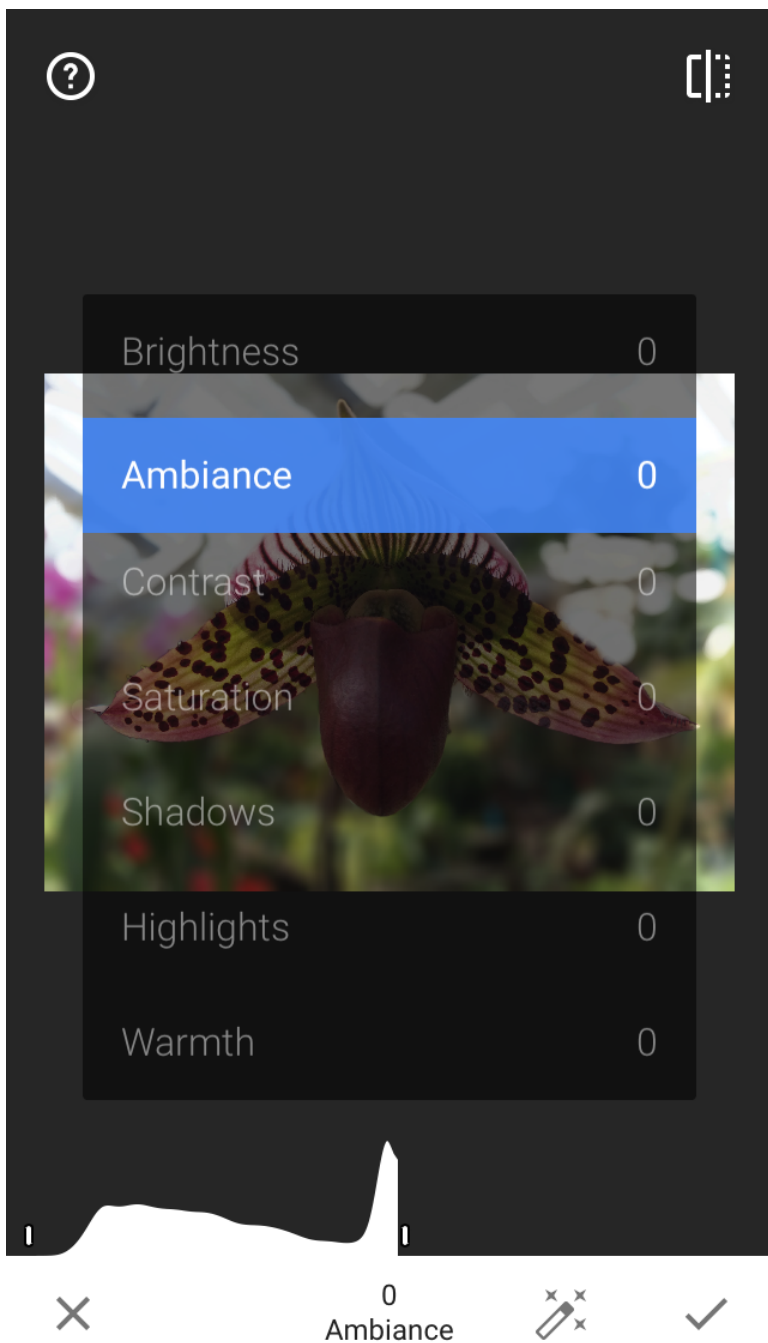 ?
Brightness 0
Ambiance 0
Contrast 0
Saturation 0
Shadows 0
Highlights 0
Warmth 0
0
Ambiance